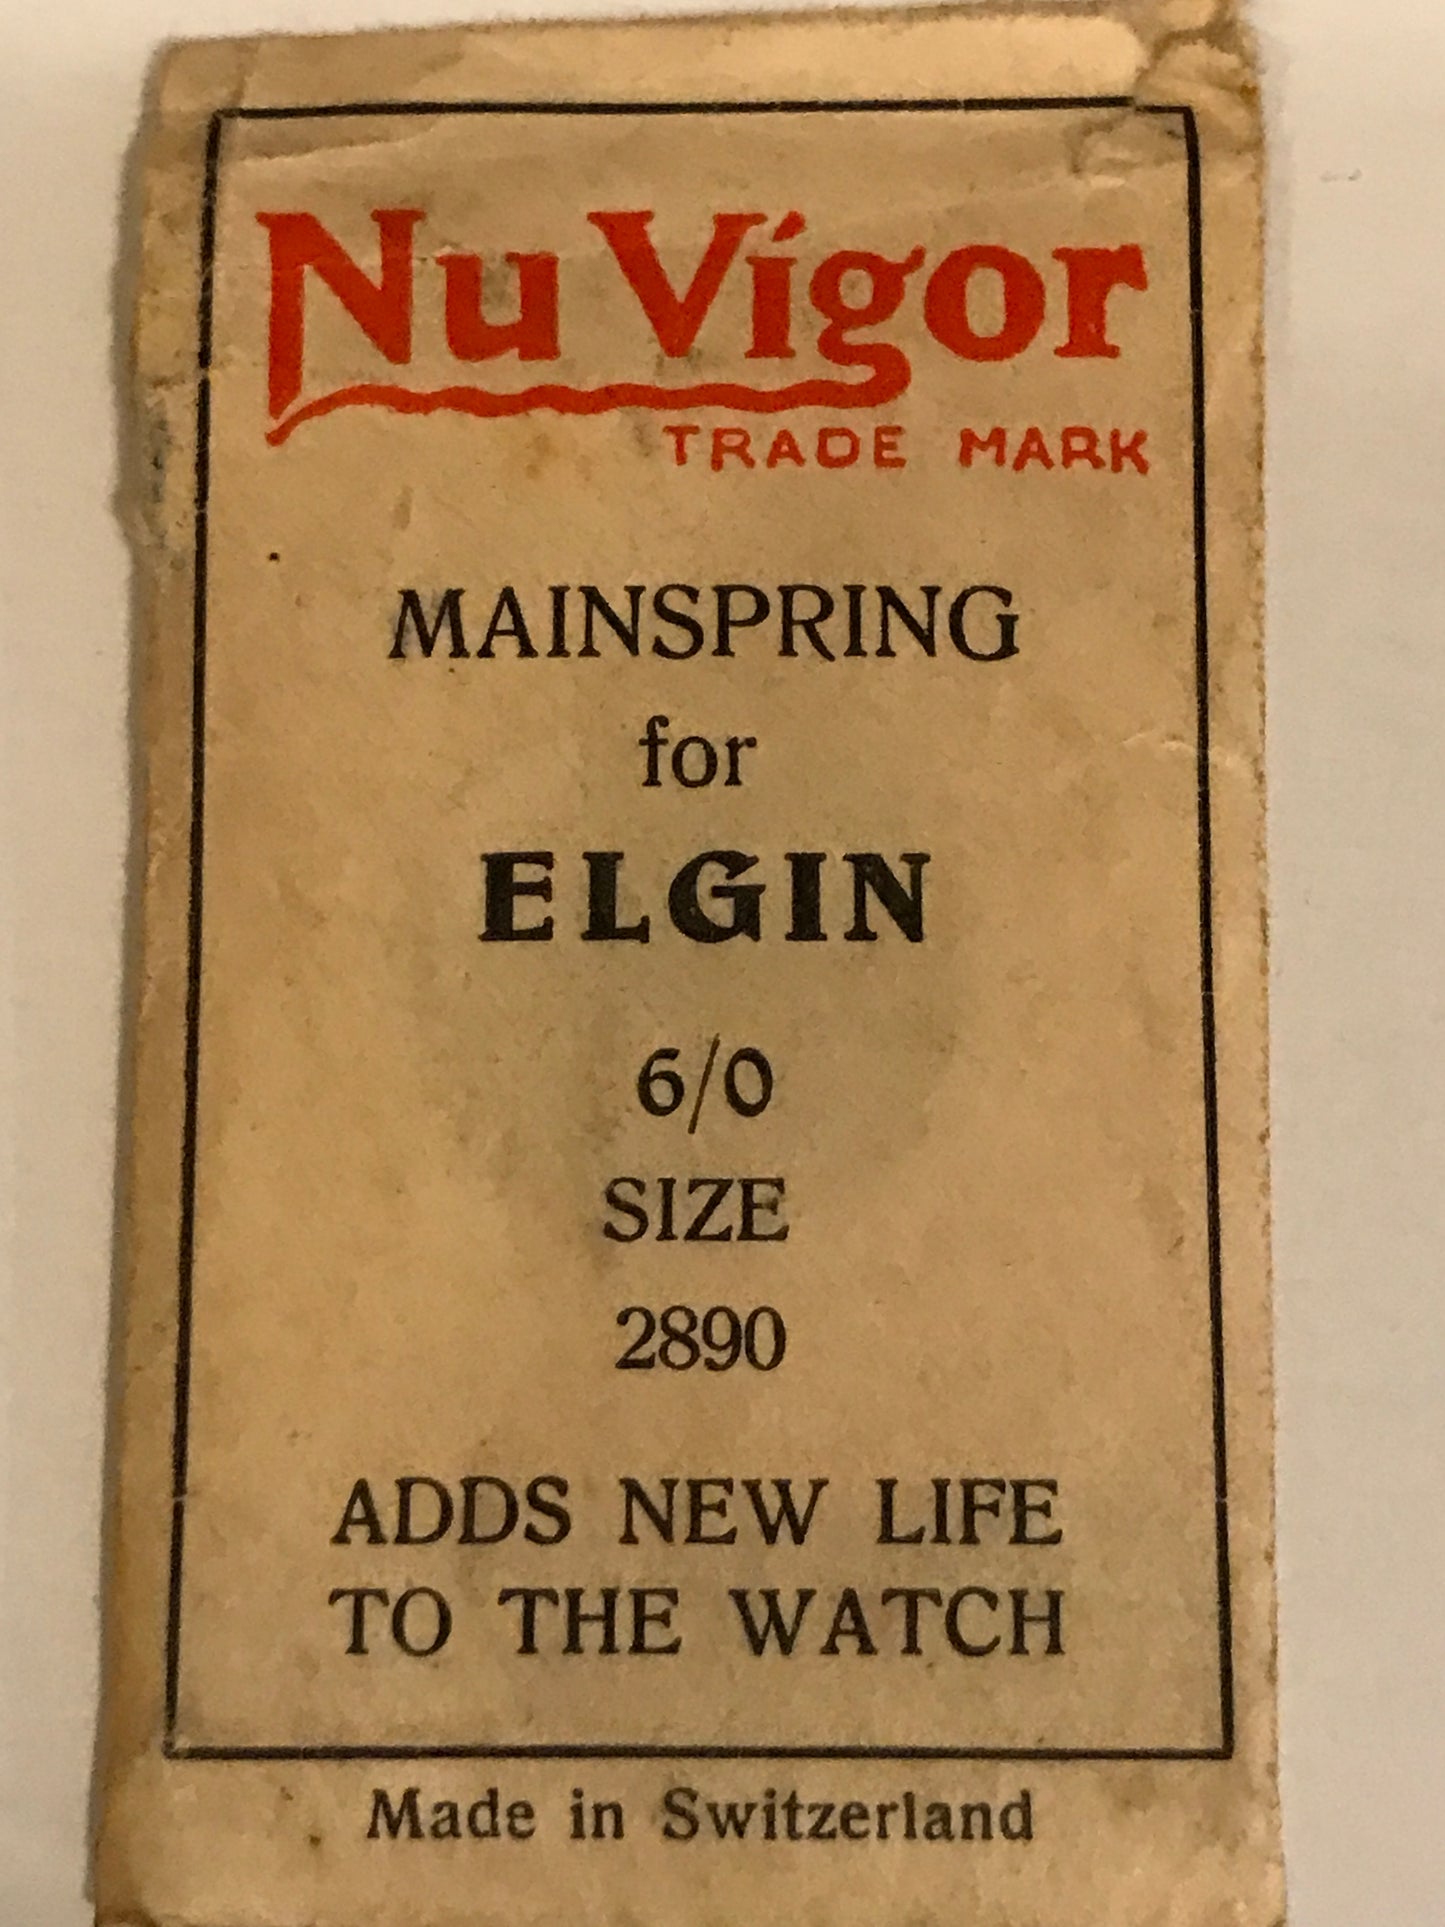 Nu Vigor
TRADE MARK
MAINSPRING
for
ELGIN
6/0
SIZE
2890
ADDS NEW LIFE
TO THE WATCH
Made in Switzerland